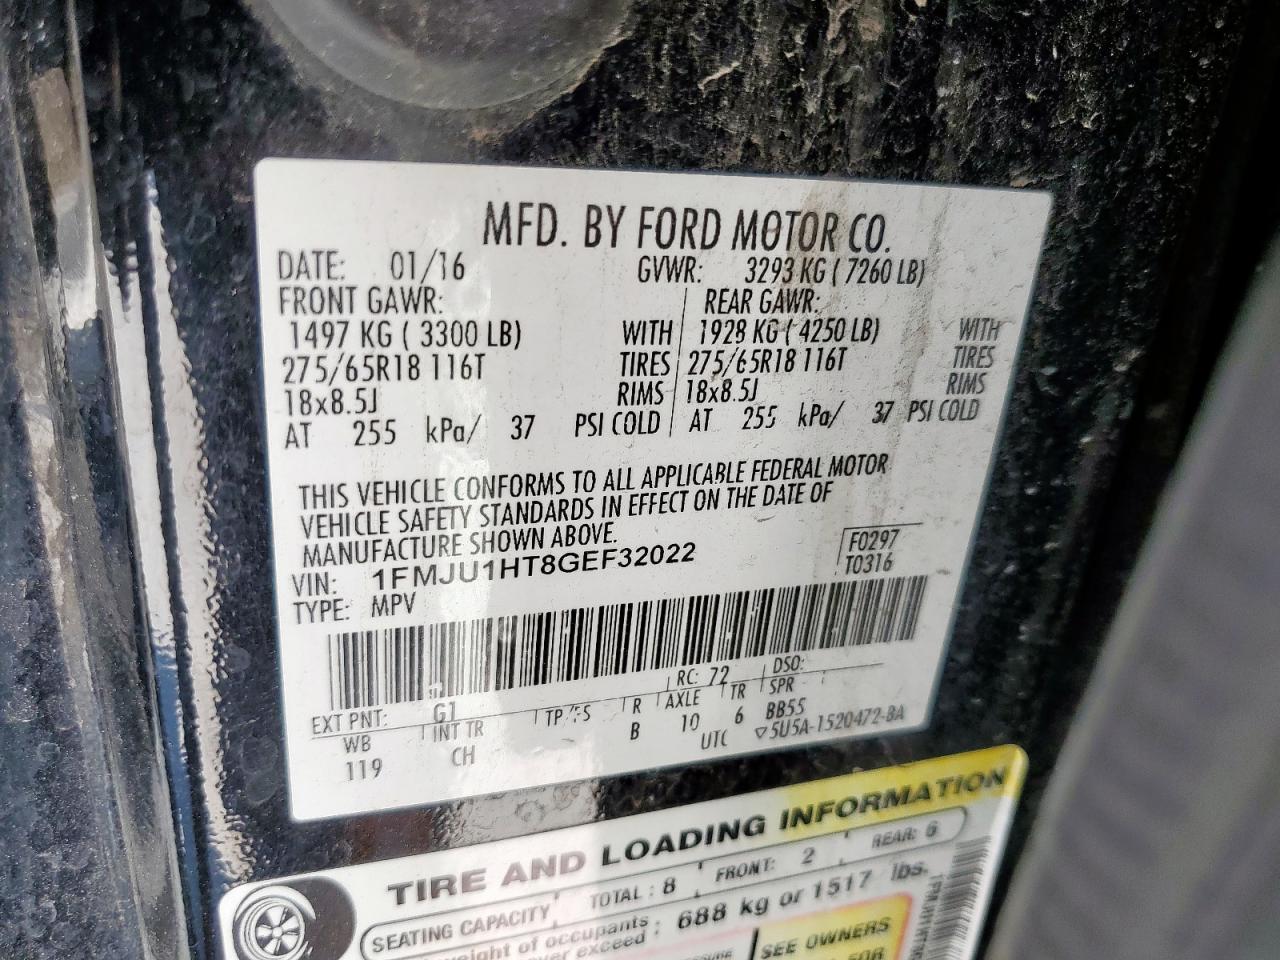 MFD. BY FORD MOTOR CO.
DATE: 01/16 GVWR: 3293 KG ( 7260 LB)
FRONT GAWR: REAR GAWR:
1497 KG ( 3300 LB) WITH 1928 KG ( 4250 LB) WITH
275/65R18 116T TIRES 275/65R18 116T TIRES
18x8.5J RIMS 18x8.5J RIMS
AT 255 kPa/ 37 PSI COLD AT 255 kPa/ 37 PSI COLD
THIS VEHICLE CONFORMS TO ALL APPLICABLE FEDERAL MOTOR
VEHICLE SAFETY STANDARDS IN EFFECT ON THE DATE OF
MANUFACTURE SHOWN ABOVE.
VIN: 1FMJU1HT8GEF32022
TYPE: MPV
F0297
T0316
EXT PNT: G1 RC: 72 DSO:
WB INT TR TP/PS R AXLE TR SPR
119 CH B 10 6 BB55
UTC ▽5U5A-1520472-BA
TIRE AND LOADING INFORMATION
SEATING CAPACITY TOTAL : 8 FRONT: 2 REAR: 6
weight of occupants
exceed : 688 kg or 1517 lbs.
SEE OWNERS